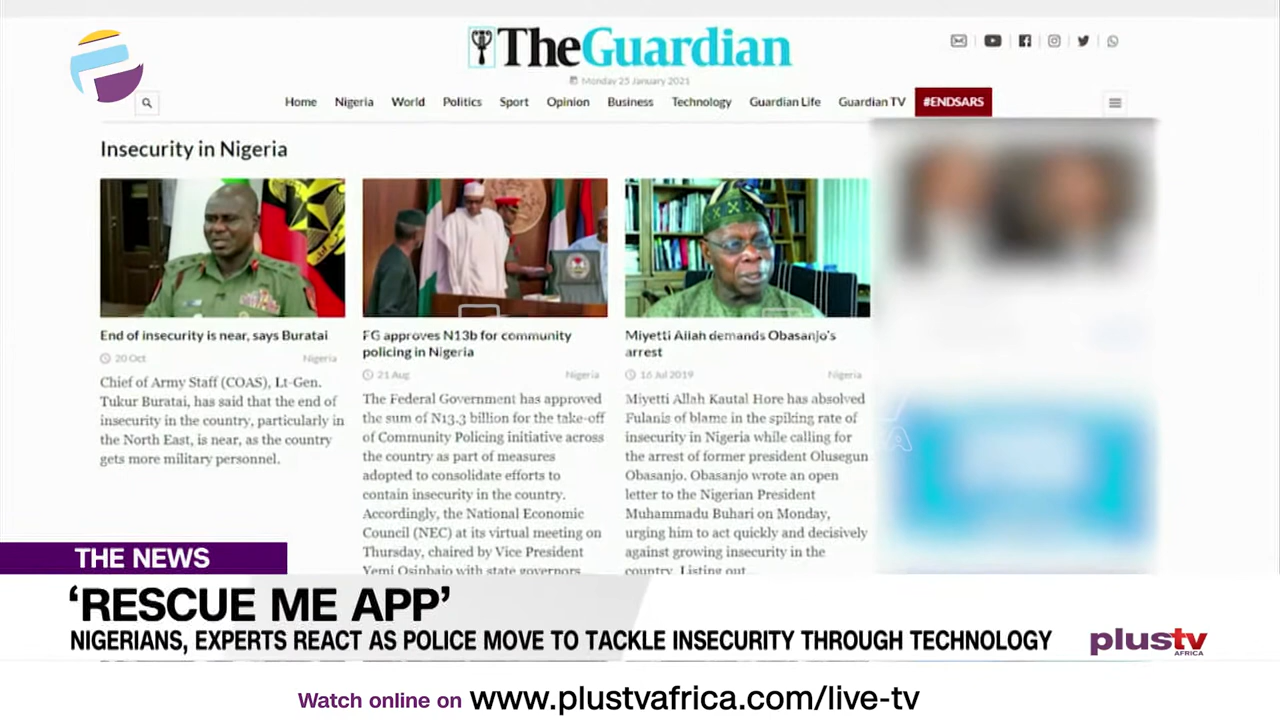 TheGuardian
Monday 25 January 2021
Home Nigeria World Politics Sport Opinion Business Technology Guardian Life Guardian TV #ENDSARS
Insecurity in Nigeria
End of insecurity is near, says Buratai
20 Oct Nigeria
Chief of Army Staff (COAS), Lt-Gen.
Tukur Buratai, has said that the end of
insecurity in the country, particularly in
the North East, is near, as the country
gets more military personnel.
FG approves N13b for community
policing in Nigeria
21 Aug Nigeria
The Federal Government has approved
the sum of N13.3 billion for the take-off
of Community Policing initiative across
the country as part of measures
adopted to consolidate efforts to
contain insecurity in the country.
Accordingly, the National Economic
Council (NEC) at its virtual meeting on
Thursday, chaired by Vice President
Yemi Osinbajo with state governors
Miyetti Allah demands Obasanjo's
arrest
16 Jul 2019 Nigeria
Miyetti Allah Kautal Hore has absolved
Fulanis of blame in the spiking rate of
insecurity in Nigeria while calling for
the arrest of former president Olusegun
Obasanjo. Obasanjo wrote an open
letter to the Nigerian President
Muhammadu Buhari on Monday,
urging him to act quickly and decisively
against growing insecurity in the
country. Listing out...
THE NEWS
‘RESCUE ME APP’
NIGERIANS, EXPERTS REACT AS POLICE MOVE TO TACKLE INSECURITY THROUGH TECHNOLOGY
plustv
AFRICA
Watch online on www.plustvafrica.com/live-tv